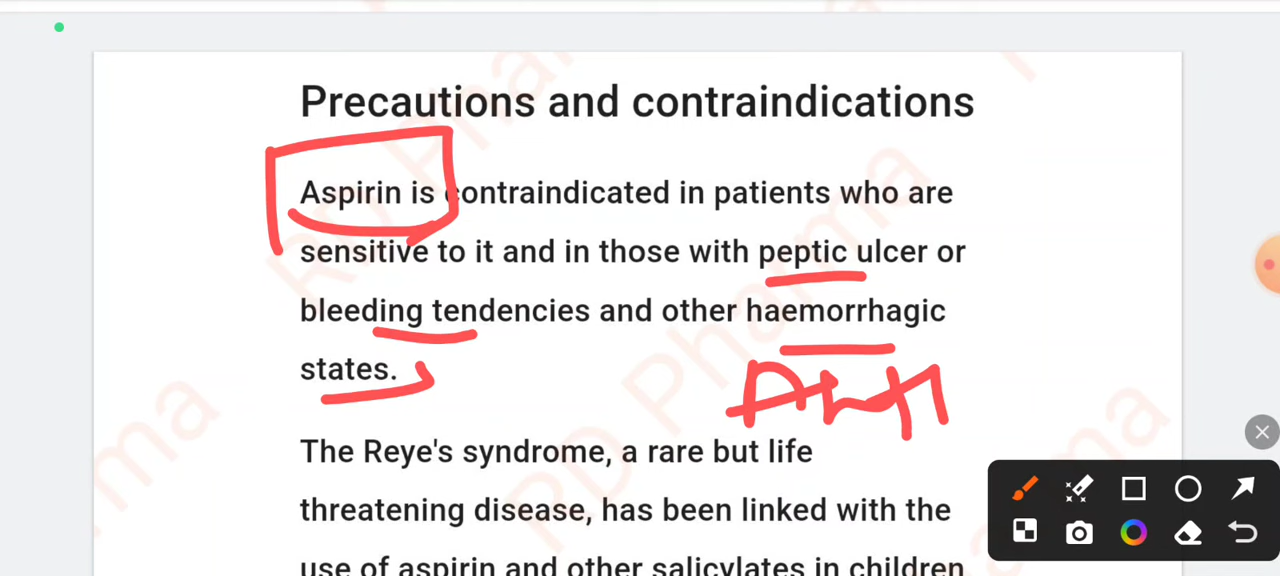 Precautions and contraindications
Aspirin is contraindicated in patients who are
sensitive to it and in those with peptic ulcer or
bleeding tendencies and other haemorrhagic
states.
The Reye's syndrome, a rare but life
threatening disease, has been linked with the
use of aspirin and other salicylates in children
RD Pharma